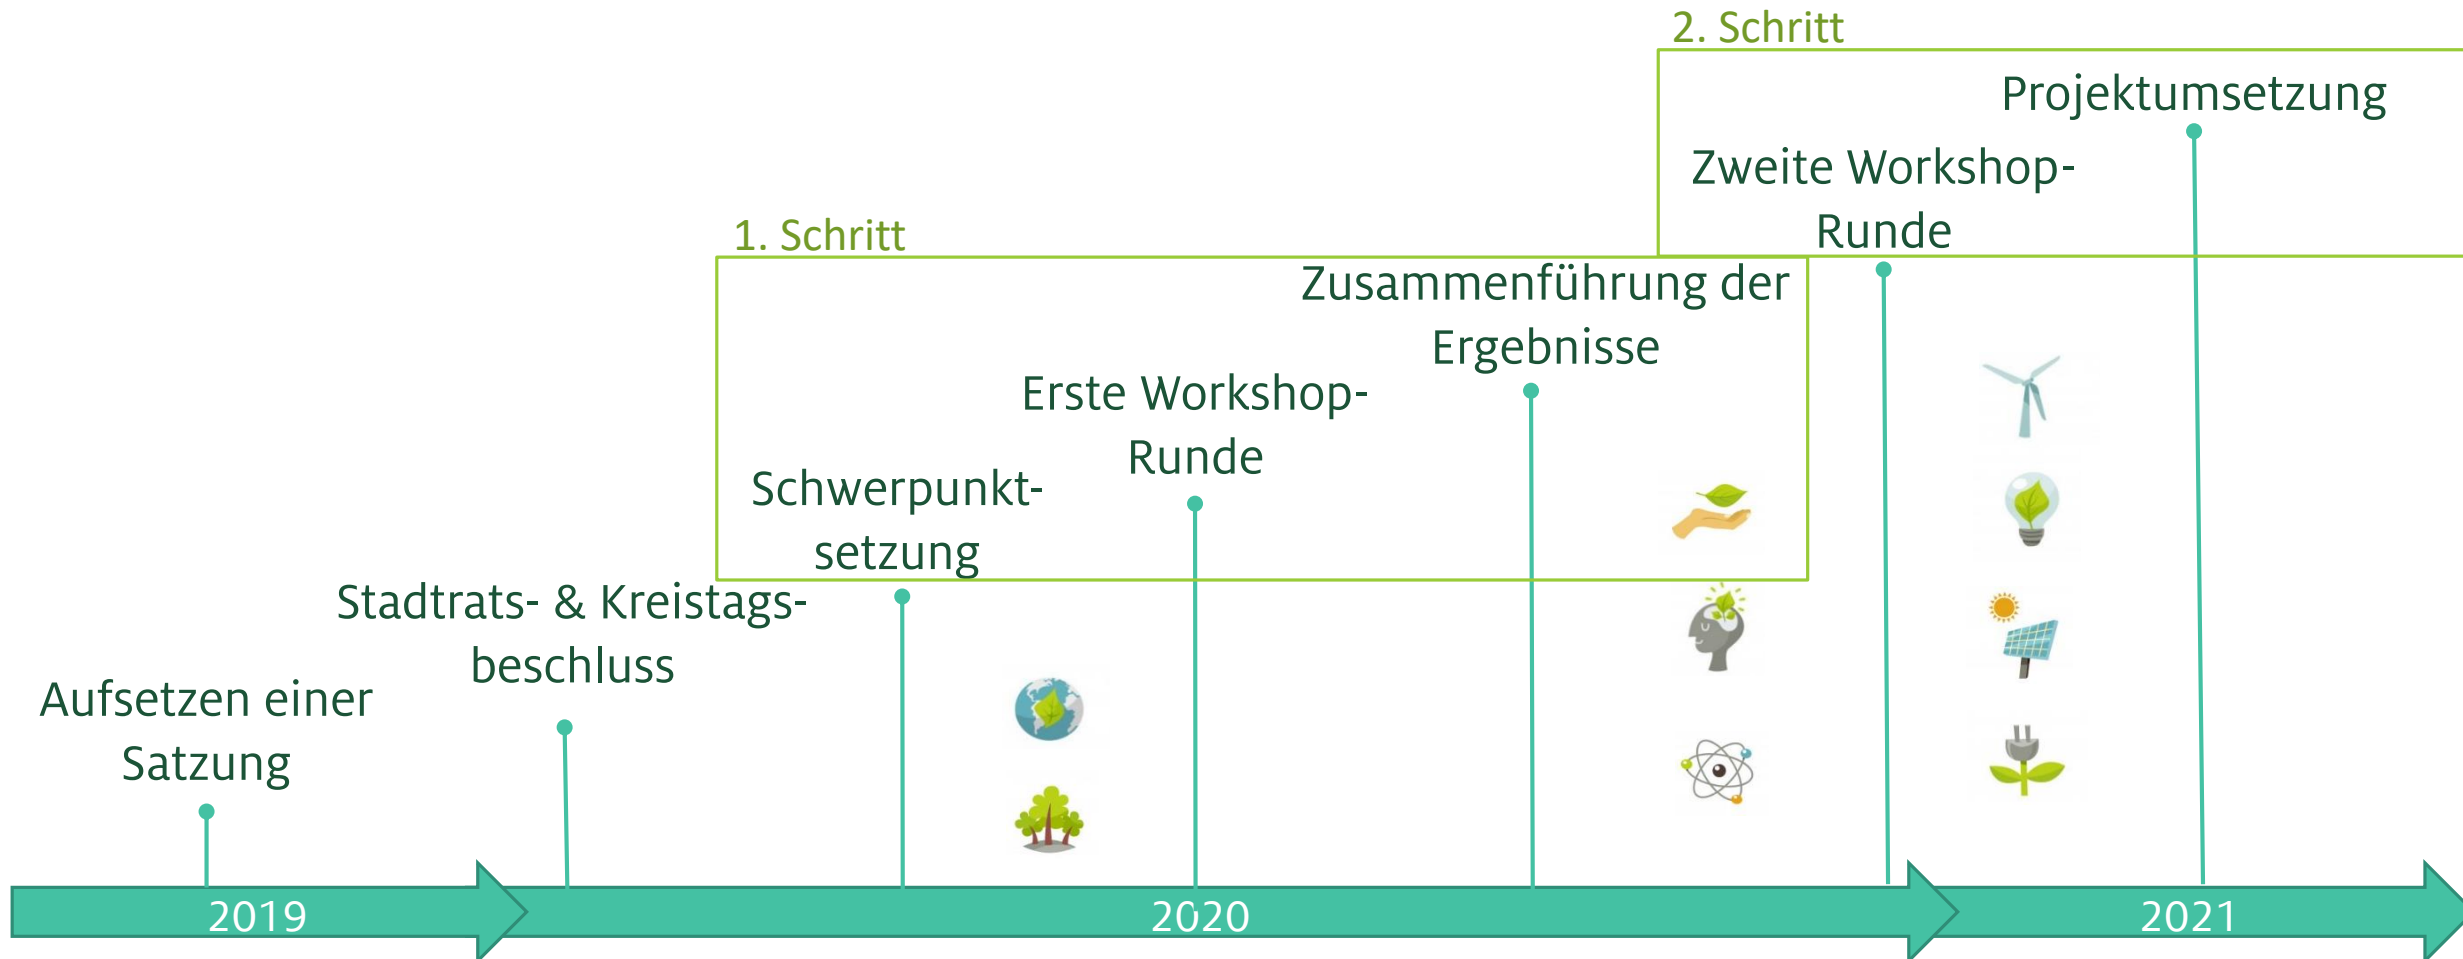 2. Schritt
Projektumsetzung
Zweite Workshop-
Runde
1. Schritt
Zusammenführung der
Ergebnisse
Erste Workshop-
Runde
Schwerpunkt-
setzung
Stadtrats- & Kreistags-
beschluss
Aufsetzen einer
Satzung
2019
2020
2021